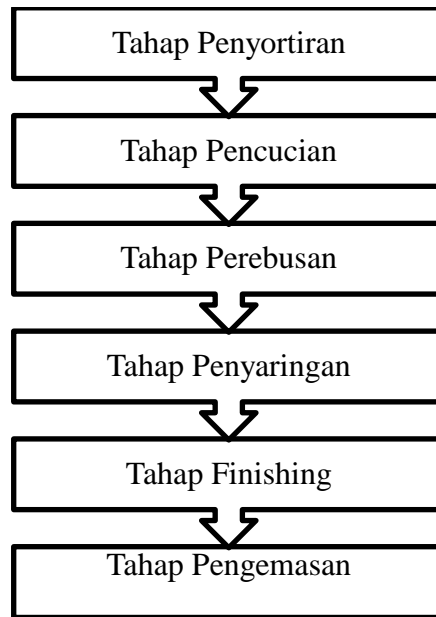 Tahap Penyortiran
Tahap Pencucian
Tahap Perebusan
Tahap Penyaringan
Tahap Finishing
Tahap Pengemasan